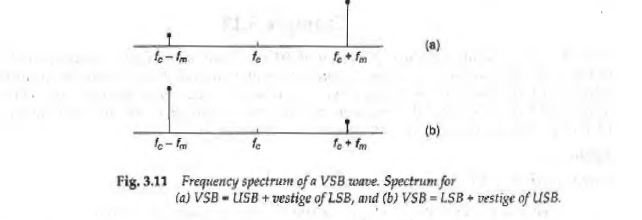 (a)
fc – fm fc fc + fm
(b)
fc – fm fc fc + fm
Fig. 3.11 Frequency spectrum of a VSB wave. Spectrum for
(a) VSB = USB + vestige of LSB, and (b) VSB = LSB + vestige of USB.